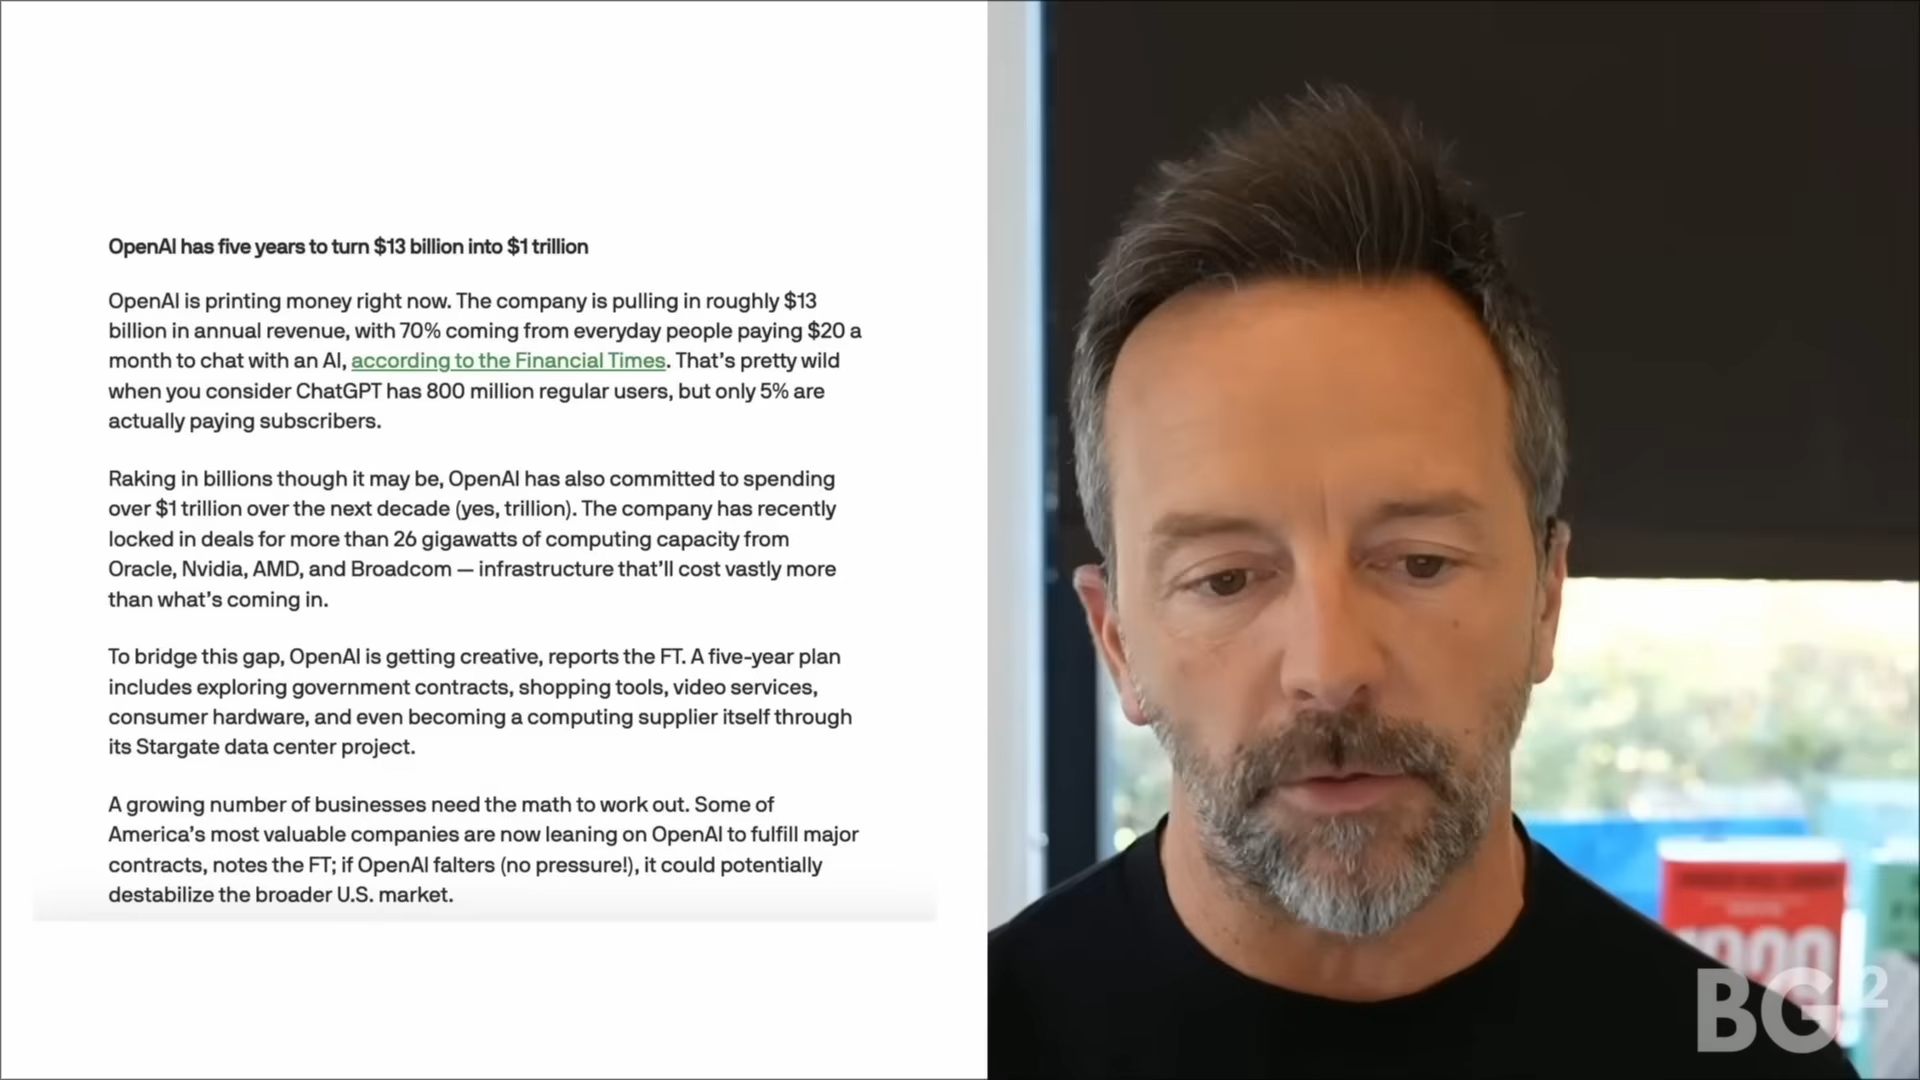 OpenAI has five years to turn $13 billion into $1 trillion
OpenAI is printing money right now. The company is pulling in roughly $13
billion in annual revenue, with 70% coming from everyday people paying $20 a
month to chat with an AI, according to the Financial Times. That's pretty wild
when you consider ChatGPT has 800 million regular users, but only 5% are
actually paying subscribers.
Raking in billions though it may be, OpenAI has also committed to spending
over $1 trillion over the next decade (yes, trillion). The company has recently
locked in deals for more than 26 gigawatts of computing capacity from
Oracle, Nvidia, AMD, and Broadcom — infrastructure that'll cost vastly more
than what's coming in.
To bridge this gap, OpenAI is getting creative, reports the FT. A five-year plan
includes exploring government contracts, shopping tools, video services,
consumer hardware, and even becoming a computing supplier itself through
its Stargate data center project.
A growing number of businesses need the math to work out. Some of
America's most valuable companies are now leaning on OpenAI to fulfill major
contracts, notes the FT; if OpenAI falters (no pressure!), it could potentially
destabilize the broader U.S. market.
BG2